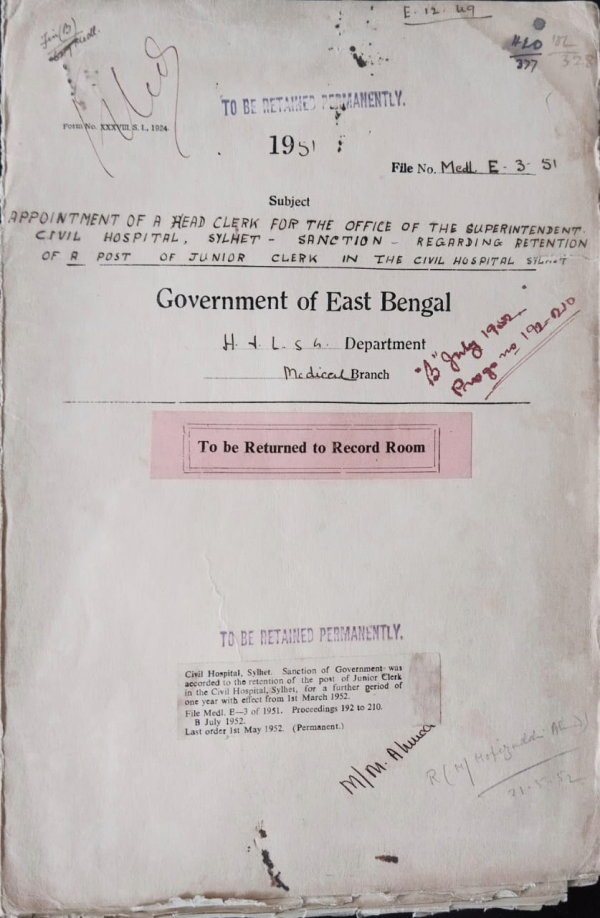 E. 12. 49
Fin(B)
TO BE RETAINED PERMANENTLY.
Form No. XXXVIII S. I., 1924.
1951
File No. Medl. E - 3 - 51
Subject
APPOINTMENT OF A HEAD CLERK FOR THE OFFICE OF THE SUPERINTENDENT.
CIVIL HOSPITAL, SYLHET - SANCTION - REGARDING RETENTION
OF A POST OF JUNIOR CLERK IN THE CIVIL HOSPITAL SYLHET
Government of East Bengal
H. & L. S. G. Department
Medical Branch
"B" July 1952
Progs no 192-210
To be Returned to Record Room
TO BE RETAINED PERMANENTLY.
Civil Hospital, Sylhet. Sanction of Government was
accorded to the retention of the post of Junior Clerk
in the Civil Hospital, Sylhet, for a further period of
one year with effect from 1st March 1952.
File Medl. E—3 of 1951. Proceedings 192 to 210.
B July 1952.
Last order 1st May 1952. (Permanent.)
M/M. Ahmad